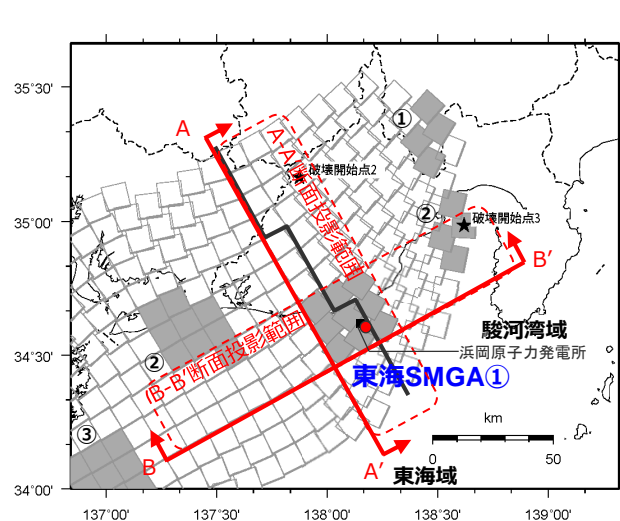 35°30'
35°00'
34°30'
34°00'
137°00'
137°30'
138°00'
138°30'
139°00'
A
A-A'断面投影範囲
破壊開始点2
①
②
破壊開始点3
B'
駿河湾域
浜岡原子力発電所
東海SMGA①
(B-B'断面投影範囲
②
③
B
A'
東海域
km
0
50